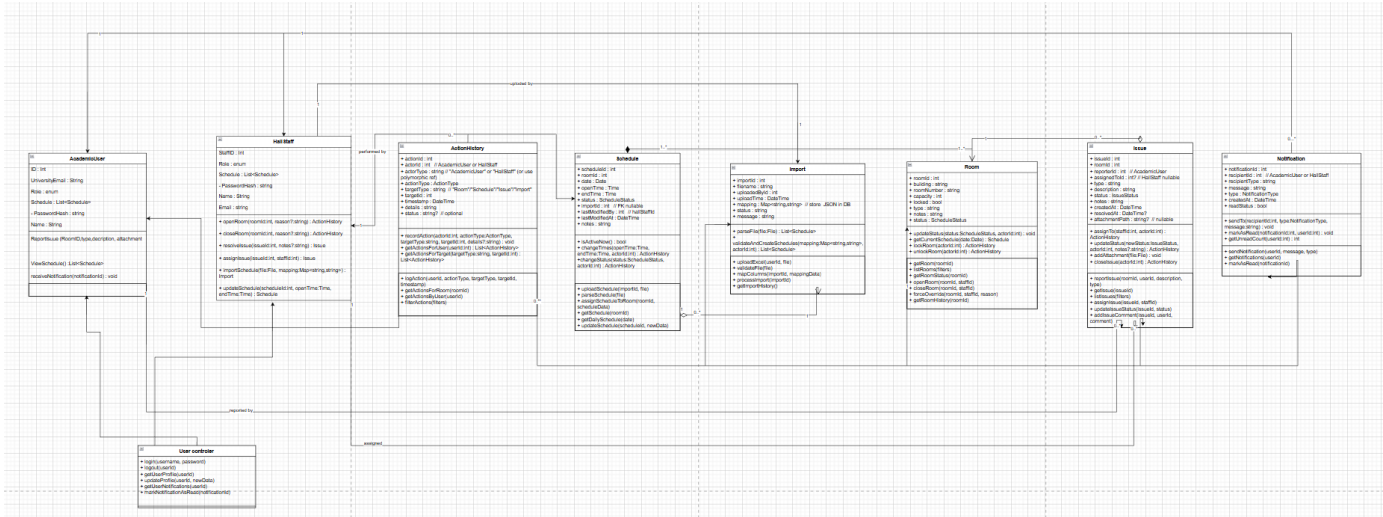 uploaded by
performed by
AcademicUser
ID : Int
UniversityEmail : String
Role : enum
Schedule : List<Schedule>
- PasswordHash : string
Name : String
ReportIssue (RoomID,type,decription, attachment
ViewSchedule() :List<Schedule>
receiveNotification(notificationId) : void
Hall Staff
StaffID : Int
Role : enum
Schedule : List<Schedule>
- PasswordHash : string
Name : String
Email : string
+ openRoom(roomId:int, reason?:string) : ActionHistory
+ closeRoom(roomId:int, reason?:string) : ActionHistory
+ resolveIssue(issueId:int, notes?:string) : Issue
+ assignIssue(issueId:int, staffId:int) : Issue
+ importSchedule(file:File, mapping:Map<string,string>) :
Import
+ updateSchedule(scheduleId:int, openTime:Time,
endTime:Time) : Schedule
ActionHistory
+ actionId : int
+ actorId : int // AcademicUser or HallStaff
+ actorType : string // "AcademicUser" or "HallStaff" (or use
polymorphic ref)
+ actionType : ActionType
+ targetType : string // "Room"/"Schedule"/"Issue"/"Import"
+ targetId : int
+ timestamp : DateTime
+ details : string
+ status : string? // optional
+ recordAction(actorId:int, actionType:ActionType,
targetType:string, targetId:int, details?:string) : void
+ getActionsForUser(userId:int) : List<ActionHistory>
+ getActionsForTarget(targetType:string, targetId:int) :
List<ActionHistory>
+ logAction(userId, actionType, targetType, targetId,
timestamp)
+ getActionsForRoom(roomId)
+ getActionsByUser(userId)
+ filterActions(filters)
0..*
Schedule
+ scheduleId : int
+ roomId : int
+ date : Date
+ openTime : Time
+ endTime : Time
+ status : ScheduleStatus
+ importId : int // FK nullable
+ lastModifiedBy : int // hallStaffId
+ lastModifiedAt : DateTime
+ notes : string
+ isActiveNow() : bool
+ changeTimes(openTime:Time,
endTime:Time, actorId:int) : ActionHistory
+changeStatus(status:ScheduleStatus,
actorId:int) : ActionHistory
+ uploadSchedule(importId, file)
+ parseSchedule(file)
+ assignScheduleToRoom(roomId,
scheduleData)
+ getSchedule(roomId)
+ getDailySchedule(date)
+ updateSchedule(scheduleId, newData)
Import
+ importId : int
+ filename : string
+ uploadedById : int
+ uploadTime : DateTime
+ mapping : Map<string,string> // store JSON in DB
+ status : string
+ message : string
+ parseFile(file:File) : List<Schedule>
+
validateAndCreateSchedules(mapping:Map<string,string>,
actorId:int) : List<Schedule>
+ uploadExcel(userId, file)
+ validateFile(file)
+ mapColumns(importId, mappingData)
+ processImport(importId)
+ getImportHistory()
Room
+ roomId : int
+ building : string
+ roomNumber : string
+ capacity : int
+ locked : bool
+ type : string
+ notes : string
+ status : ScheduleStatus
+ updateStatus(status:ScheduleStatus, actorId:int) : void
+ getCurrentSchedule(date:Date) : Schedule
+ lockRoom(actorId:int) : ActionHistory
+ unlockRoom(actorId:int) : ActionHistory
+ getRoom(roomId)
+ listRooms(filters)
+ getRoomStatus(roomId)
+ openRoom(roomId, staffId)
+ closeRoom(roomId, staffId)
+ forceOverride(roomId, staffId, reason)
+ getRoomHistory(roomId)
Issue
+ issueId : int
+ roomId : int
+ reporterId : int // AcademicUser
+ assignedToId : int? // HallStaff nullable
+ type : string
+ description : string
+ status : IssueStatus
+ notes : string
+ createdAt : DateTime
+ resolvedAt : DateTime?
+ attachmentPath : string? // nullable
+ assignTo(staffId:int, actorId:int) :
ActionHistory
+ updateStatus(newStatus:IssueStatus,
actorId:int, notes?:string) : ActionHistory
+ addAttachment(file:File) : void
+ closeIssue(actorId:int) : ActionHistory
+ reportIssue(roomId, userId, description,
type)
+ getIssue(issueId)
+ listIssues(filters)
+ assignIssue(issueId, staffId)
+ updateIssueStatus(issueId, status)
+ addIssueComment(issueId, userId,
comment)
Notification
+ notificationId : int
+ recipientId : int // AcademicUser or HallStaff
+ recipientType : string
+ message : string
+ type : NotificationType
+ createdAt : DateTime
+ readStatus : bool
+ sendTo(recipientId:int, type:NotificationType,
message:string) : void
+ markAsRead(notificationId:int, userId:int) : void
+ getUnreadCount(userId:int) : int
+ sendNotification(userId, message, type)
+ getNotifications(userId)
+ markAsRead(notificationId)
reported by
assigned
User controler
+ login(username, password)
+ logout(userId)
+ getUserProfile(userId)
+ updateProfile(userId, newData)
+ getUserNotifications(userId)
+ markNotificationAsRead(notificationId)